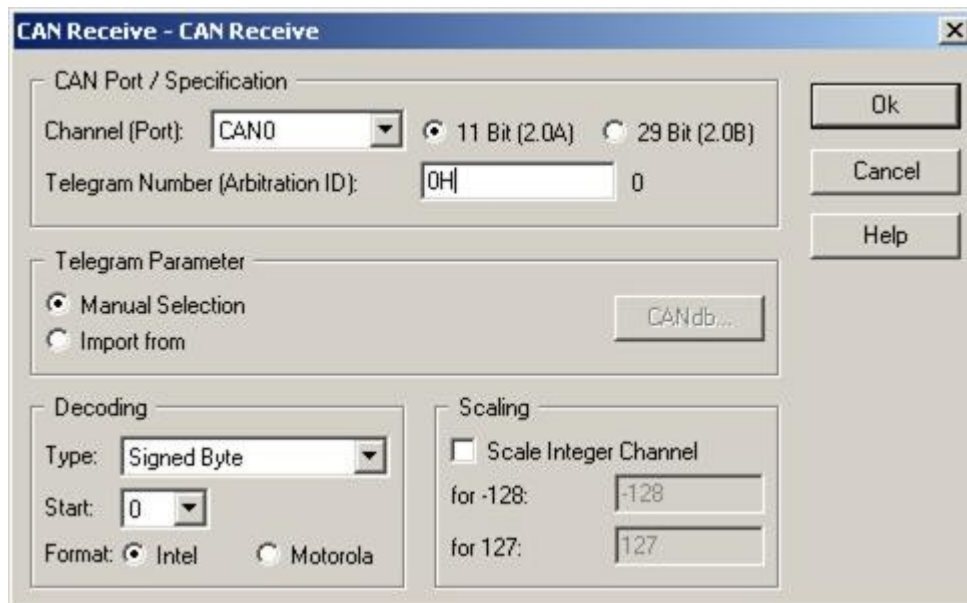 CAN Receive - CAN Receive
CAN Port / Specification
Channel (Port): CAN0 11 Bit (2.0A) 29 Bit (2.0B)
Telegram Number (Arbitration ID): 0H 0
Ok
Cancel
Help
Telegram Parameter
Manual Selection
Import from
CANdb...
Decoding
Type: Signed Byte
Start: 0
Format: Intel Motorola
Scaling
Scale Integer Channel
for -128: -128
for 127: 127